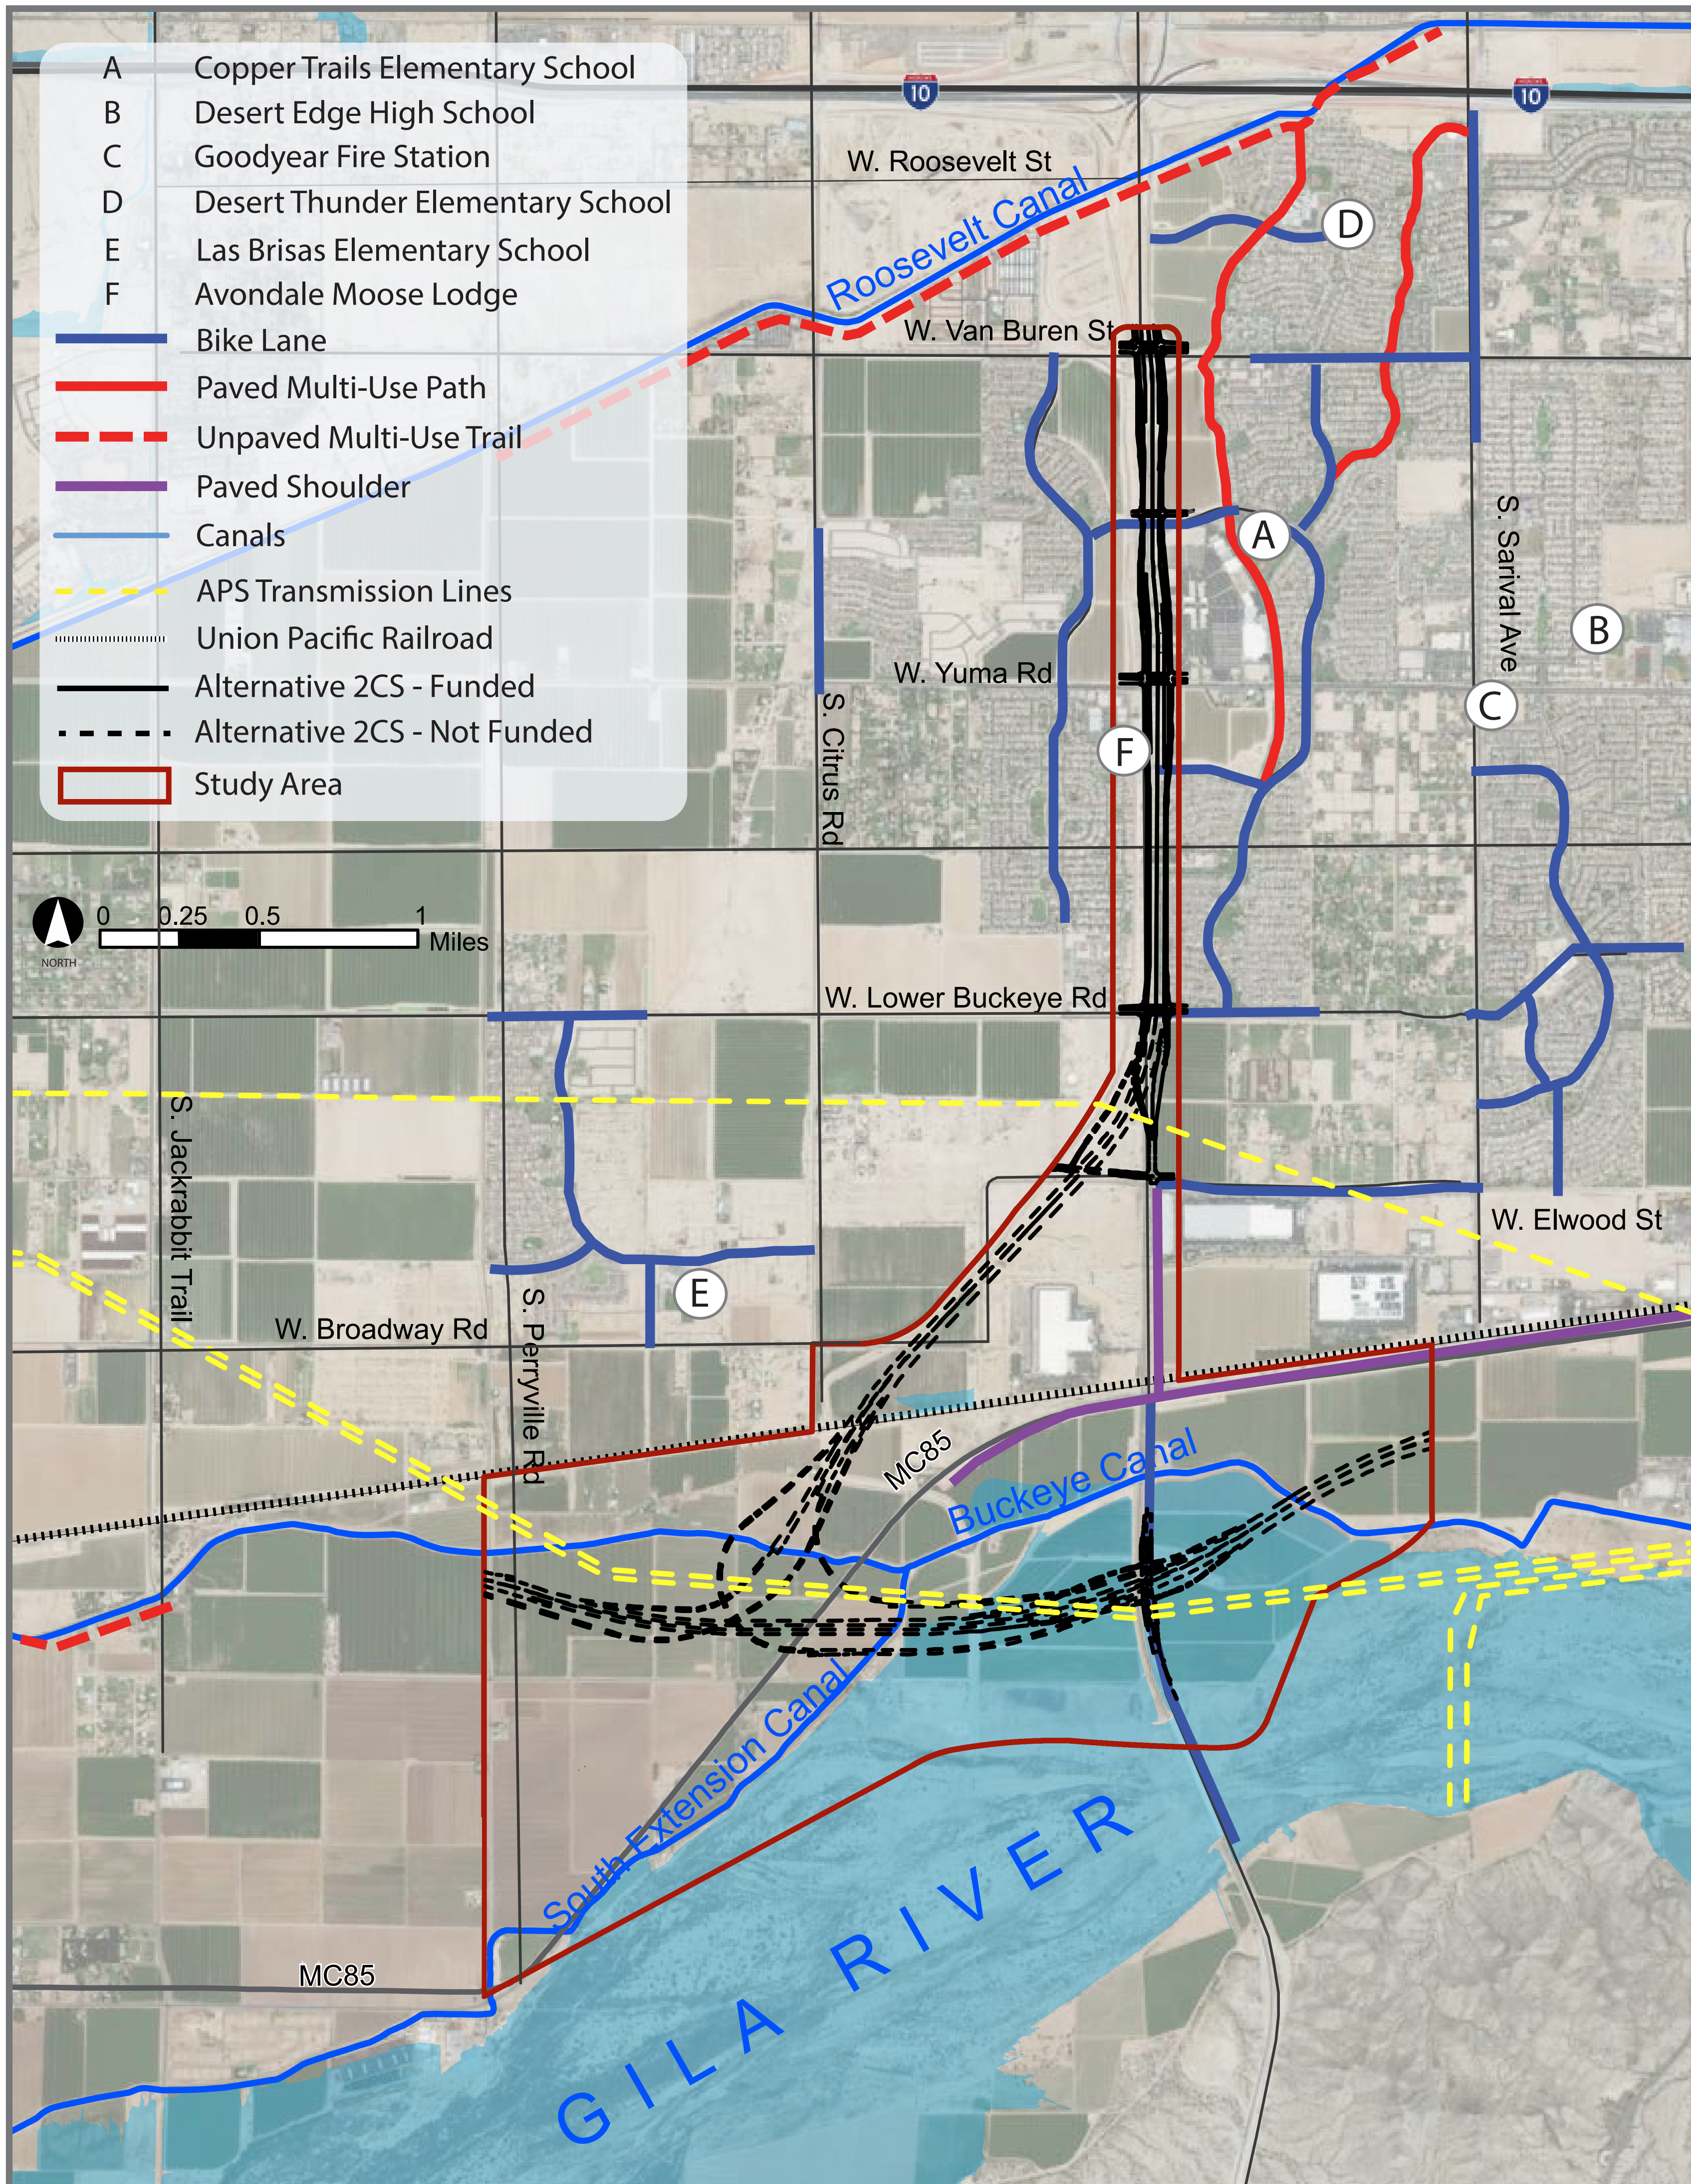 A Copper Trails Elementary School
B Desert Edge High School
C Goodyear Fire Station
D Desert Thunder Elementary School
E Las Brisas Elementary School
F Avondale Moose Lodge
Bike Lane
Paved Multi-Use Path
Unpaved Multi-Use Trail
Paved Shoulder
Canals
APS Transmission Lines
Union Pacific Railroad
Alternative 2CS - Funded
Alternative 2CS - Not Funded
Study Area
10
10
W. Roosevelt St
Roosevelt Canal
D
W. Van Buren St
A
S. Sarival Ave
B
W. Yuma Rd
C
S. Citrus Rd
F
0 0.25 0.5 1
Miles
NORTH
W. Lower Buckeye Rd
S. Jackrabbit Trail
W. Elwood St
E
W. Broadway Rd
S. Perryville Rd
MC85
Buckeye Canal
South Extension Canal
MC85
GILA RIVER